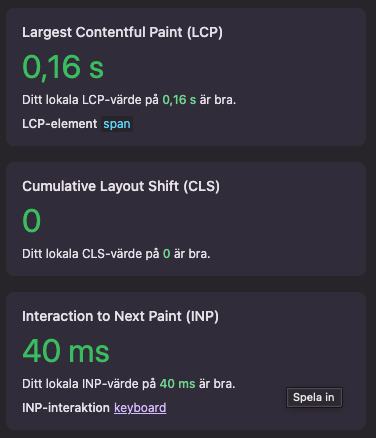 Largest Contentful Paint (LCP)
0,16 s
Ditt lokala LCP-värde på 0,16 s är bra.
LCP-element span
Cumulative Layout Shift (CLS)
0
Ditt lokala CLS-värde på 0 är bra.
Interaction to Next Paint (INP)
40 ms
Ditt lokala INP-värde på 40 ms är bra.
INP-interaktion keyboard
Spela in